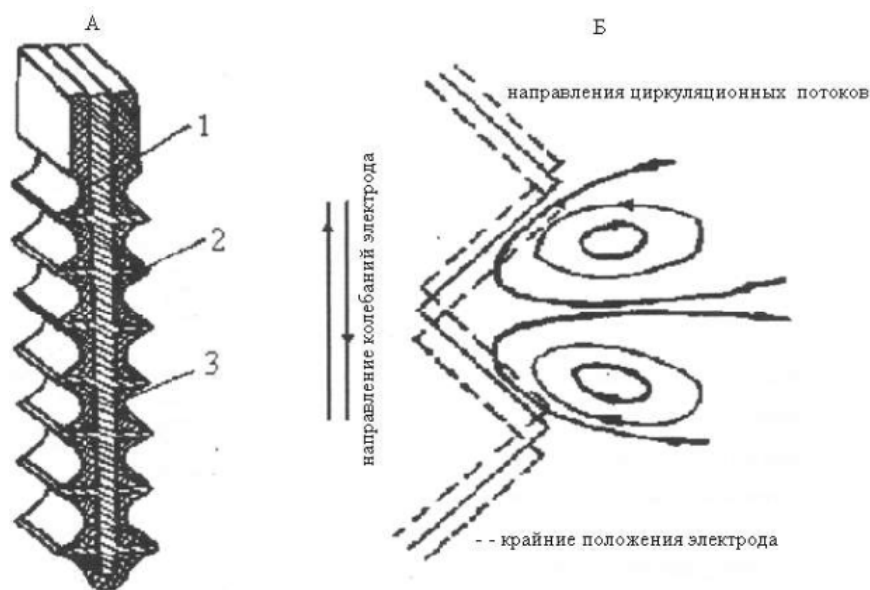 А
Б
направления циркуляционных потоков
1
2
3
направление колебаний электрода
- - крайние положения электрода